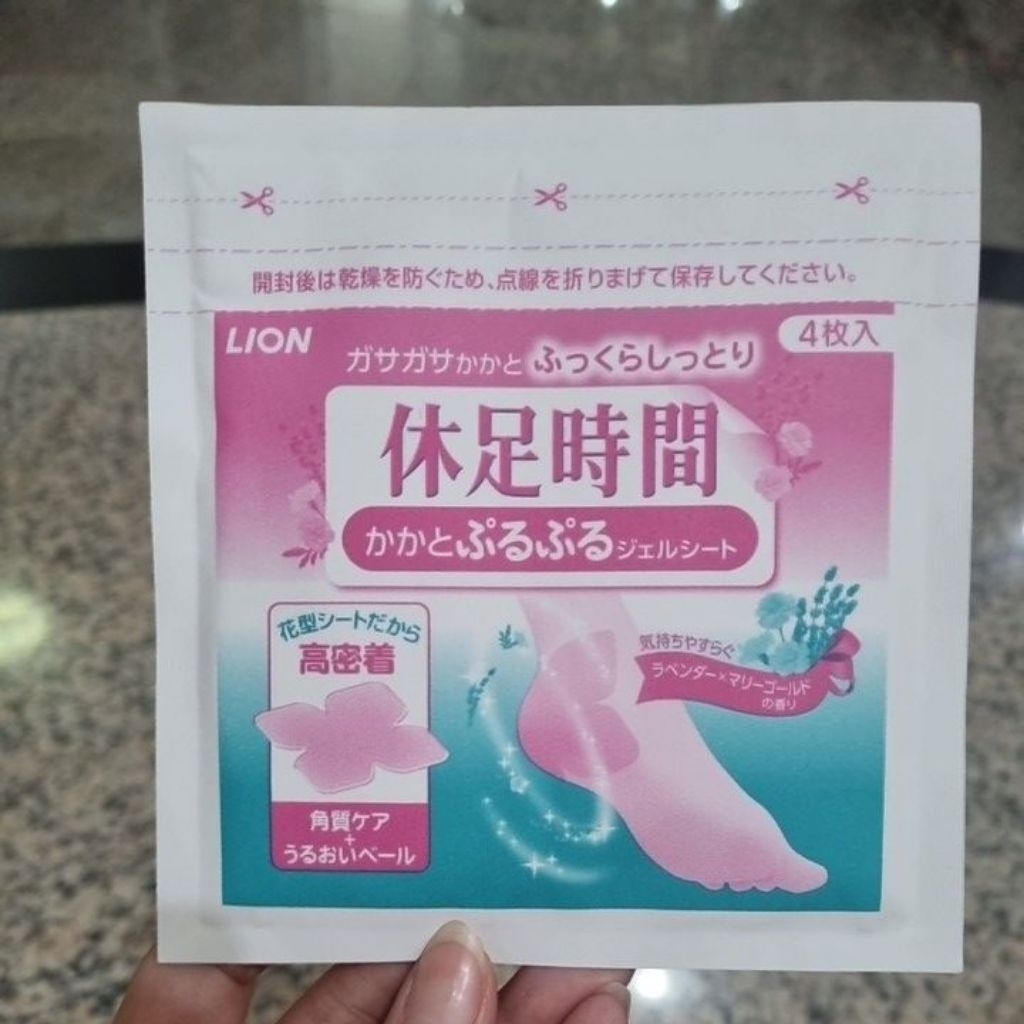 開封後は乾燥を防ぐため、点線を折りまげて保存してください。
LION
4枚入
ガサガサかかと ふっくらしっとり
休足時間
かかとぷるぷるジェルシート
花型シートだから
高密着
角質ケア
+
うるおいベール
気持ちやすらぐ
ラベンダー×マリーゴールド
の香り